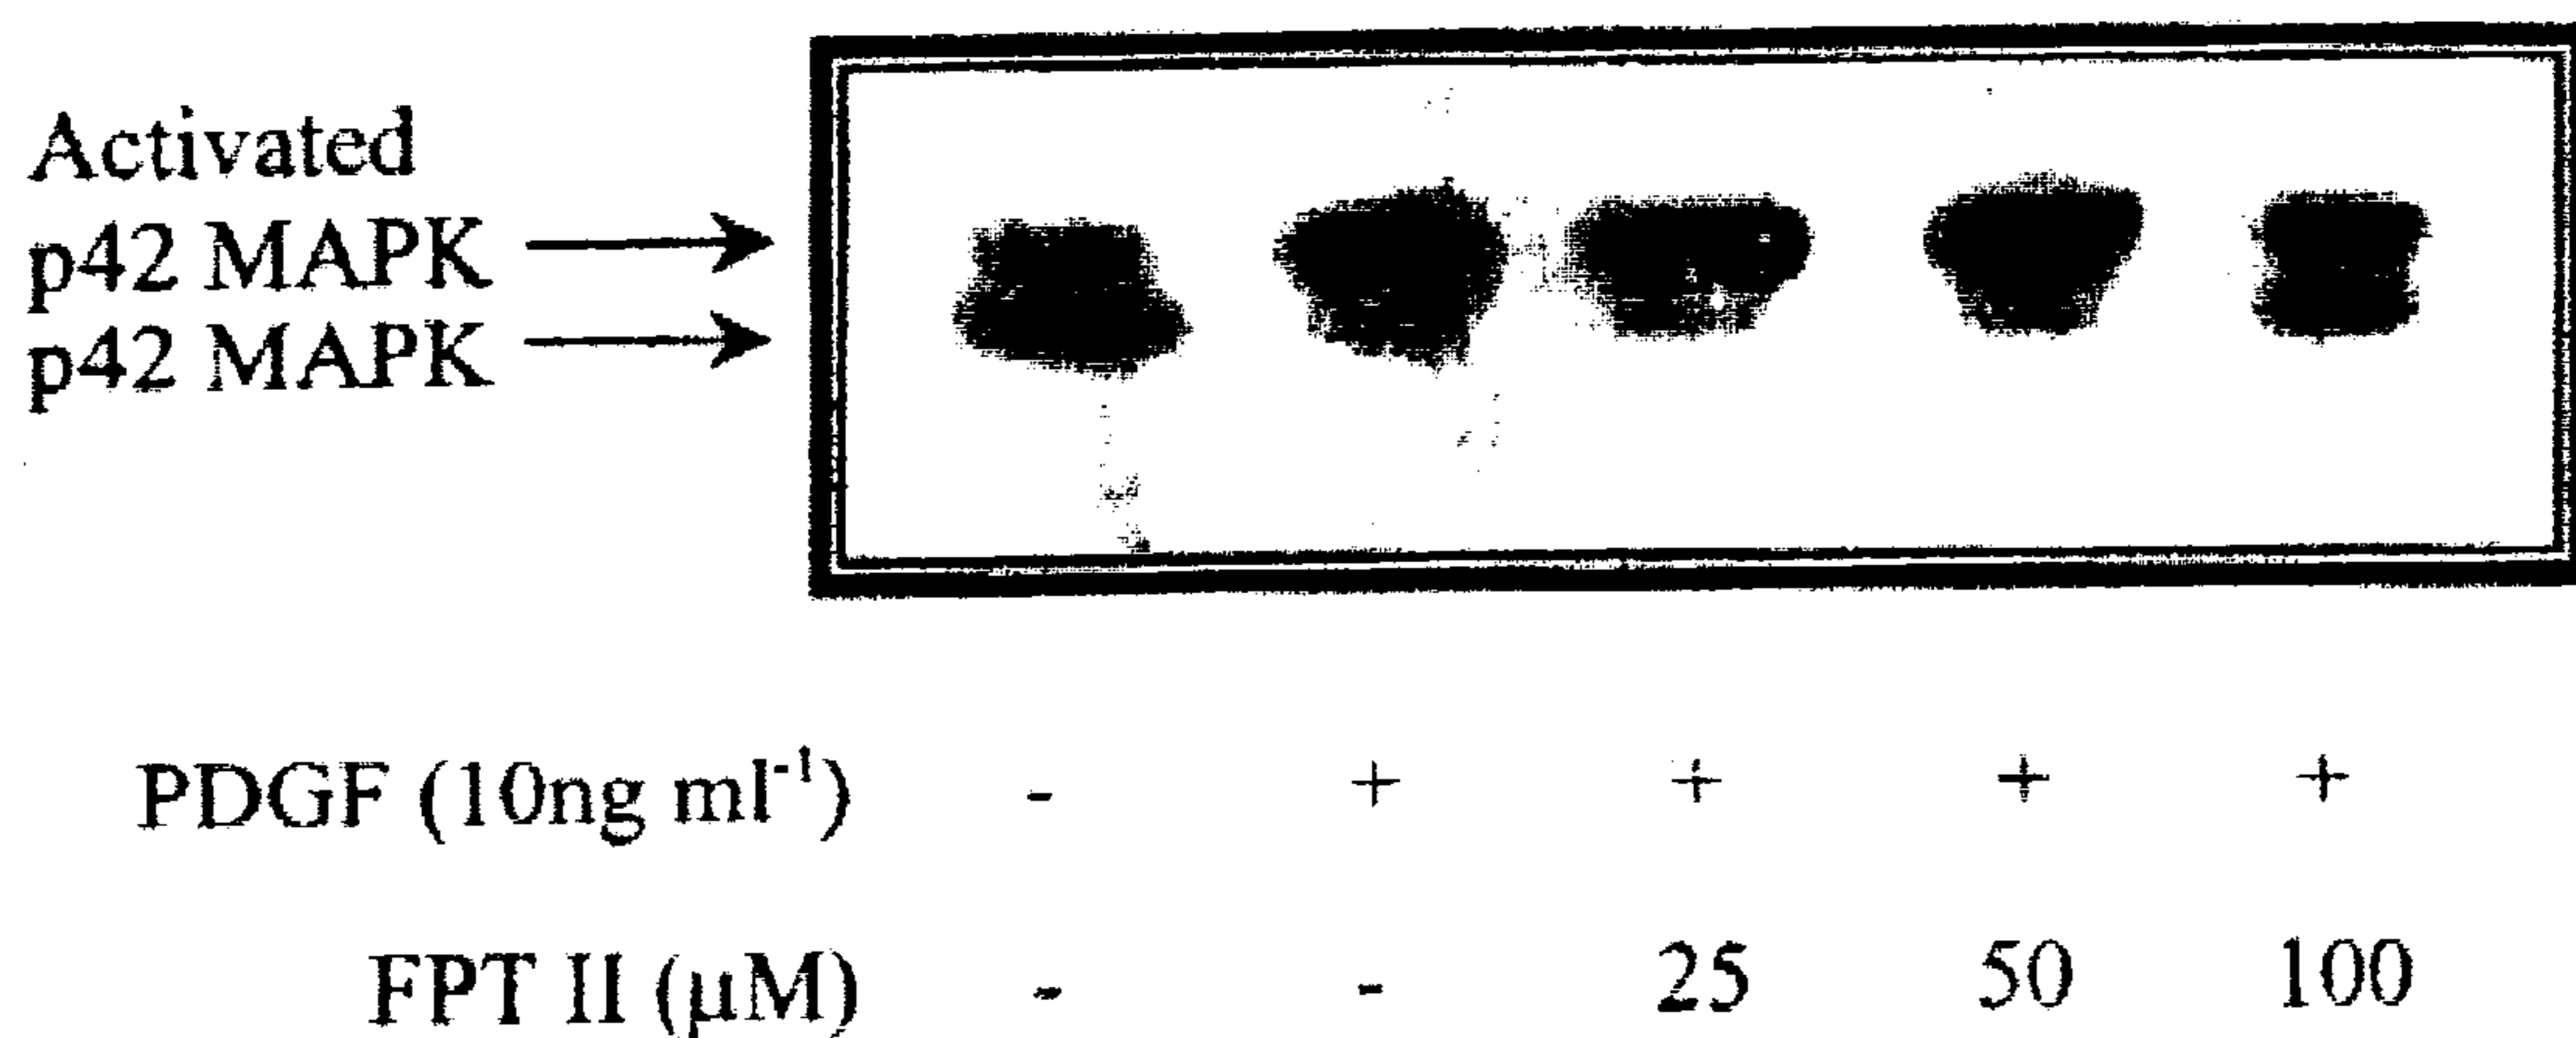 Activated
p42 MAPK
p42 MAPK
PDGF (10ng ml⁻¹) - + + + +
FPT II (µM) - - 25 50 100